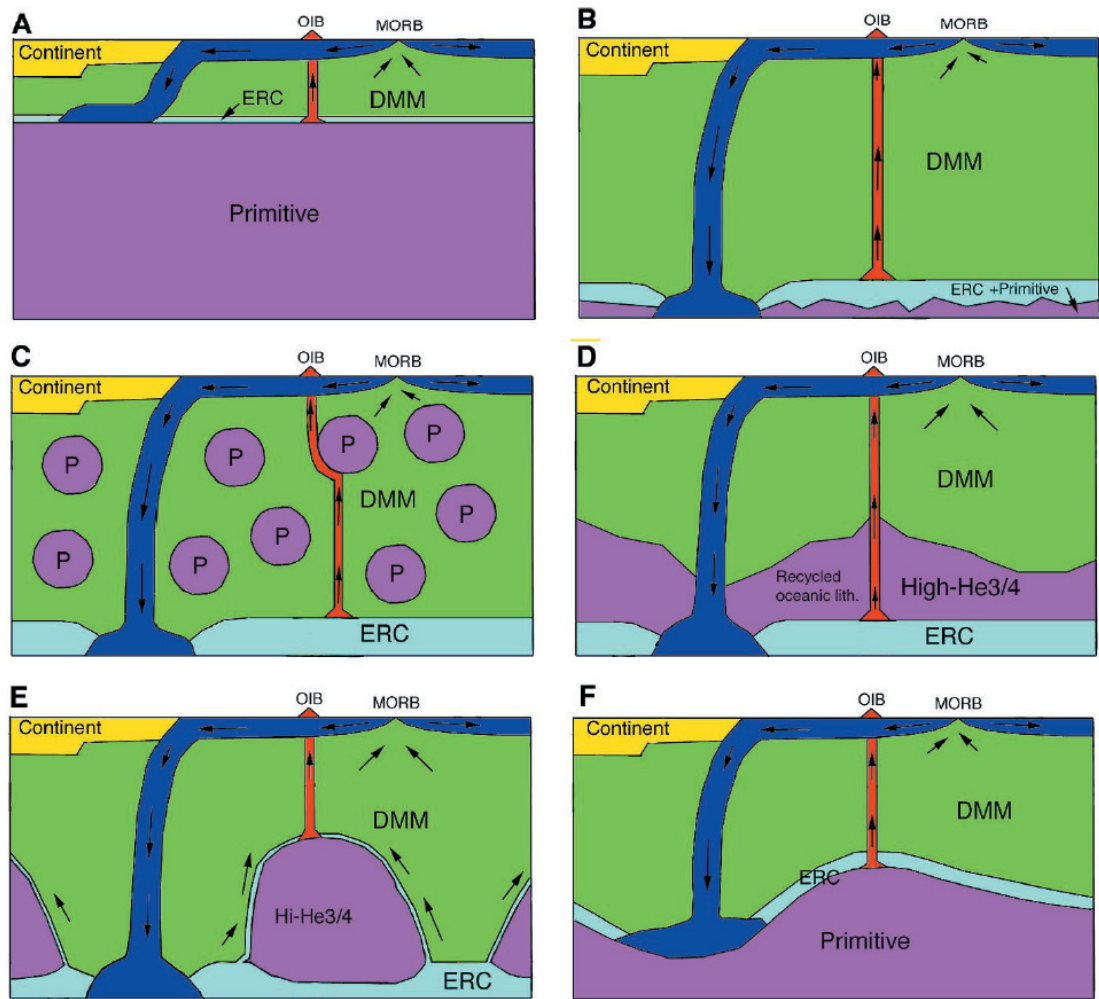 A
OIB
MORB
Continent
ERC
DMM
Primitive
B
OIB
MORB
Continent
DMM
ERC +Primitive
C
OIB
MORB
Continent
P
P
P
P
P
P
P
P
DMM
ERC
D
OIB
MORB
Continent
DMM
Recycled
oceanic lith.
High-He3/4
ERC
E
OIB
MORB
Continent
DMM
Hi-He3/4
ERC
F
OIB
MORB
Continent
DMM
ERC
Primitive